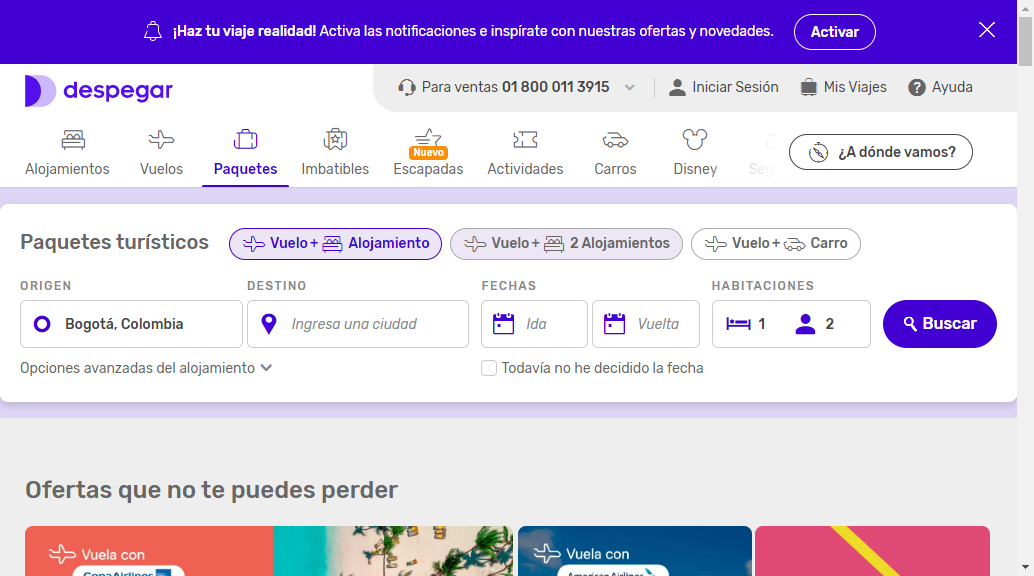 ¡Haz tu viaje realidad! Activa las notificaciones e inspírate con nuestras ofertas y novedades. Activar
despegar
Para ventas 01 800 011 3915 Iniciar Sesión Mis Viajes Ayuda
Nuevo
Alojamientos Vuelos Paquetes Imbatibles Escapadas Actividades Carros Disney Seg ¿A dónde vamos?
Paquetes turísticos Vuelo + Alojamiento Vuelo + 2 Alojamientos Vuelo + Carro
ORIGEN DESTINO FECHAS HABITACIONES
Bogotá, Colombia Ingresa una ciudad Ida Vuelta 1 2 Buscar
Opciones avanzadas del alojamiento Todavía no he decidido la fecha
Ofertas que no te puedes perder
Vuela con Vuela con
CopaAirlines American Airlines